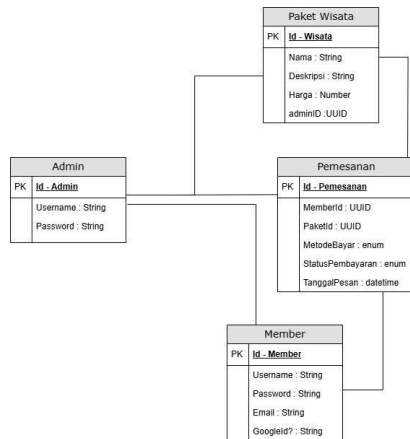 Paket Wisata
PK Id - Wisata
Nama : String
Deskripsi : String
Harga : Number
adminID :UUID
Admin
PK Id - Admin
Username : String
Password : String
Pemesanan
PK Id - Pemesanan
MemberId : UUID
PaketId : UUID
MetodeBayar : enum
StatusPembayaran : enum
TanggalPesan : datetime
Member
PK Id - Member
Username : String
Password : String
Email : String
GoogleId? : String